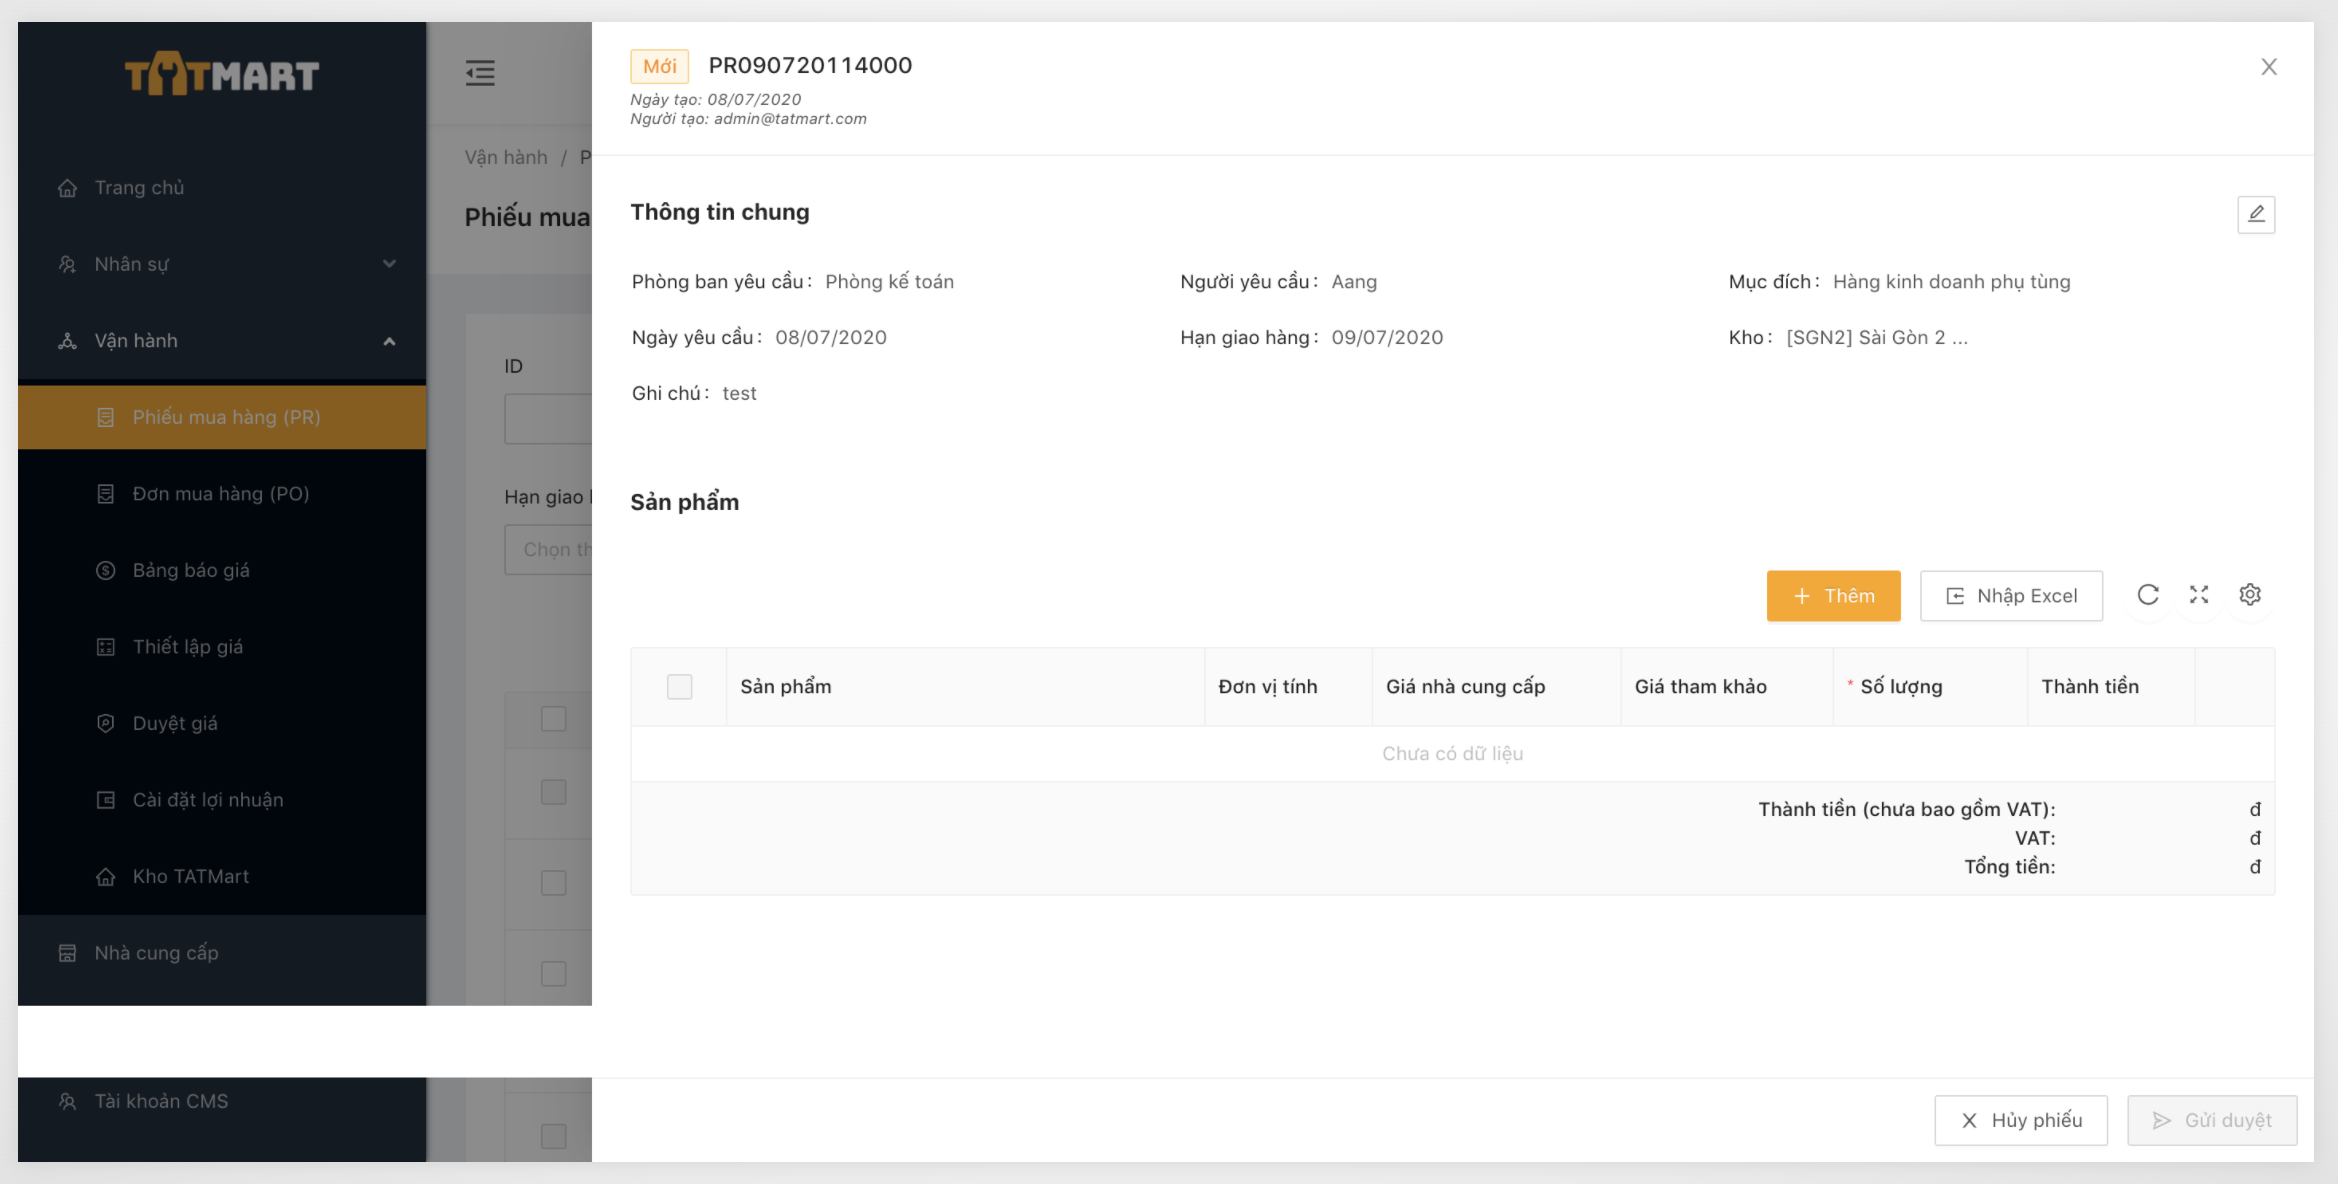 TATMART
Trang chủ
Nhân sự
Vận hành
Phiếu mua hàng (PR)
Đơn mua hàng (PO)
Bảng báo giá
Thiết lập giá
Duyệt giá
Cài đặt lợi nhuận
Kho TATMart
Nhà cung cấp
Tài khoản CMS
Vận hành / P
Phiếu mua
ID
Hạn giao
Chọn th
Mới PR090720114000
Ngày tạo: 08/07/2020
Người tạo: admin@tatmart.com
Thông tin chung
Phòng ban yêu cầu: Phòng kế toán Người yêu cầu: Aang Mục đích: Hàng kinh doanh phụ tùng
Ngày yêu cầu: 08/07/2020 Hạn giao hàng: 09/07/2020 Kho: [SGN2] Sài Gòn 2 ...
Ghi chú: test
Sản phẩm
+ Thêm Nhập Excel
Sản phẩm Đơn vị tính Giá nhà cung cấp Giá tham khảo * Số lượng Thành tiền
Chưa có dữ liệu
Thành tiền (chưa bao gồm VAT): đ
VAT: đ
Tổng tiền: đ
Hủy phiếu Gửi duyệt